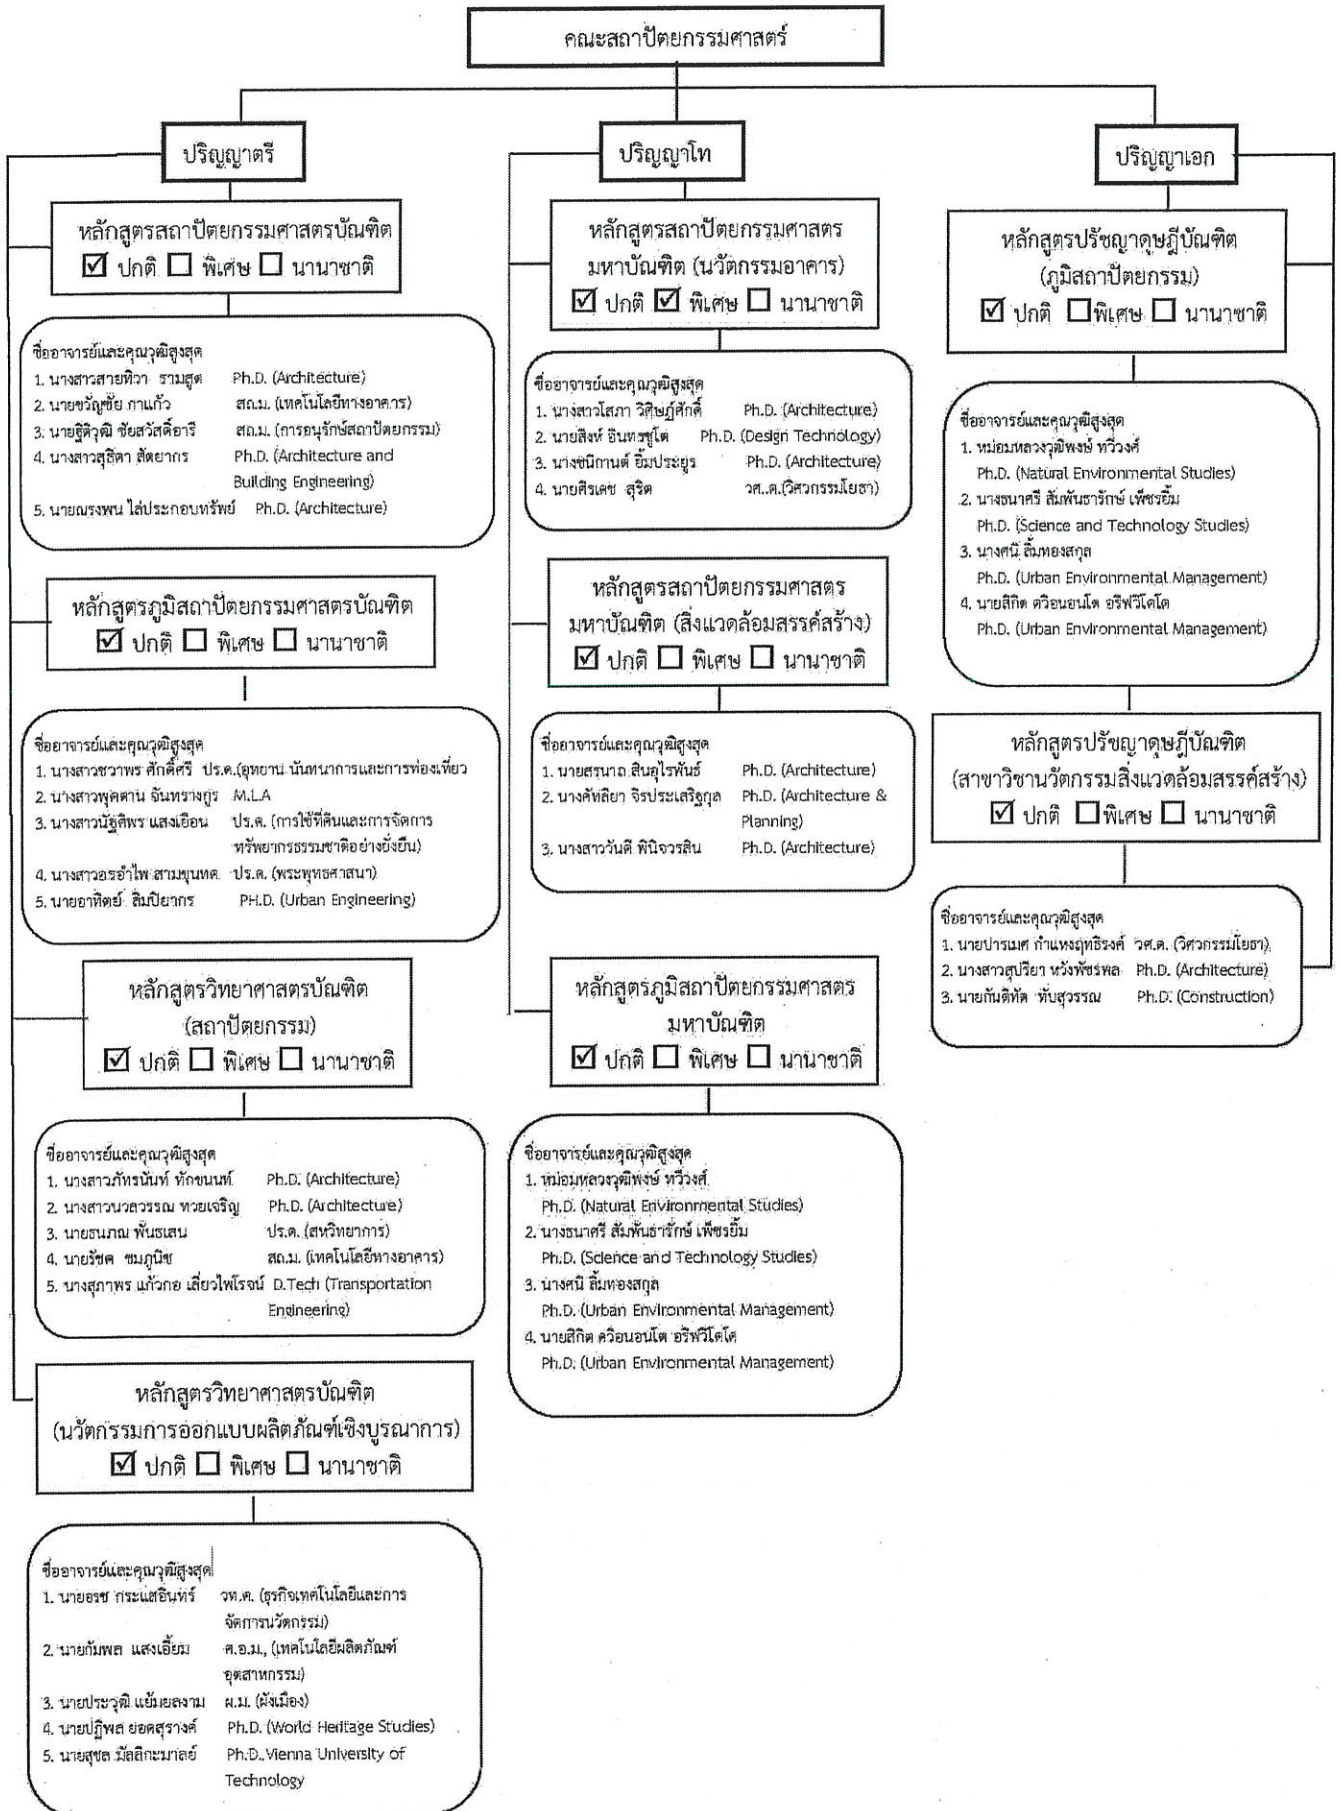 คณะสถาปัตยกรรมศาสตร์
ปริญญาตรี
หลักสูตรสถาปัตยกรรมศาสตรบัณฑิต
☑ ปกติ ☐ พิเศษ ☐ นานาชาติ
ชื่ออาจารย์และคุณวุฒิสูงสุด
1. นางสาวสายทิวา รามสูต Ph.D. (Architecture)
2. นายขวัญชัย กาแก้ว สถ.ม. (เทคโนโลยีทางอาคาร)
3. นายฐิติวุฒิ ชัยสวัสดิ์อารี สถ.ม. (การอนุรักษ์สถาปัตยกรรม)
4. นางสาวสุธิดา สัตยากร Ph.D. (Architecture and
Building Engineering)
5. นายณรงพน ไล่ประกอบทรัพย์ Ph.D. (Architecture)
หลักสูตรภูมิสถาปัตยกรรมศาสตรบัณฑิต
☑ ปกติ ☐ พิเศษ ☐ นานาชาติ
ชื่ออาจารย์และคุณวุฒิสูงสุด
1. นางสาวชวาพร ศักดิ์ศรี ปร.ด.(อุทยาน นันทนาการและการท่องเที่ยว
2. นางสาวพุดตาน จันทรางกูร M.L.A
3. นางสาวนัฐศิพร แสงเยือน ปร.ด. (การใช้ที่ดินและการจัดการ
ทรัพยากรธรรมชาติอย่างยั่งยืน)
4. นางสาวอรอำไพ สามขุนทด ปร.ด. (พระพุทธศาสนา)
5. นายอาทิตย์ ลิมปิยากร PH.D. (Urban Engineering)
หลักสูตรวิทยาศาสตรบัณฑิต
(สถาปัตยกรรม)
☑ ปกติ ☐ พิเศษ ☐ นานาชาติ
ชื่ออาจารย์และคุณวุฒิสูงสุด
1. นางสาวภัทรนันท์ ทักขนนท์ Ph.D. (Architecture)
2. นางสาวนวลวรรณ ทวยเจริญ Ph.D. (Architecture)
3. นายธนภณ พันธเสน ปร.ด. (สหวิทยาการ)
4. นายรัชด ชมภูนิช สถ.ม. (เทคโนโลยีทางอาคาร)
5. นางสุภาพร แก้วกอ เลี่ยวไพโรจน์ D.Tech (Transportation
Engineering)
หลักสูตรวิทยาศาสตรบัณฑิต
(นวัตกรรมการออกแบบผลิตภัณฑ์เชิงบูรณาการ)
☑ ปกติ ☐ พิเศษ ☐ นานาชาติ
ชื่ออาจารย์และคุณวุฒิสูงสุด
1. นายอรช กระแสอินทร์ วท.ด. (ธุรกิจเทคโนโลยีและการ
จัดการนวัตกรรม)
2. นายกัมพล แสงเอี้ยม ค.อ.ม., (เทคโนโลยีผลิตภัณฑ์
อุตสาหกรรม)
3. นายประวุฒิ แย้มยลงาม ผ.ม. (ผังเมือง)
4. นายปฏิพล ยอดสุรางค์ Ph.D. (World Heritage Studies)
5. นายสุชล มัลลิกะมาลย์ Ph.D..Vienna University of
Technology
ปริญญาโท
หลักสูตรสถาปัตยกรรมศาสตร
มหาบัณฑิต (นวัตกรรมอาคาร)
☑ ปกติ ☑ พิเศษ ☐ นานาชาติ
ชื่ออาจารย์และคุณวุฒิสูงสุด
1. นางสาวโสภา วิศิษฏ์ศักดิ์ Ph.D. (Architecture)
2. นายสิงห์ อินทรชูโต Ph.D. (Design Technology)
3. นางชนิกานต์ ยิ้มประยูร Ph.D. (Architecture)
4. นายศิรเดช สุริต วศ..ด.(วิศวกรรมโยธา)
หลักสูตรสถาปัตยกรรมศาสตร
มหาบัณฑิต (สิ่งแวดล้อมสรรค์สร้าง)
☑ ปกติ ☐ พิเศษ ☐ นานาชาติ
ชื่ออาจารย์และคุณวุฒิสูงสุด
1. นายสรนาถ สินอุไรพันธ์ Ph.D. (Architecture)
2. นางคัทลียา จิรประเสริฐกุล Ph.D. (Architecture &
Planning)
3. นางสาววันดี พินิจวรสิน Ph.D. (Architecture)
หลักสูตรภูมิสถาปัตยกรรมศาสตร
มหาบัณฑิต
☑ ปกติ ☐ พิเศษ ☐ นานาชาติ
ชื่ออาจารย์และคุณวุฒิสูงสุด
1. หม่อมหลวงวุฒิพงษ์ ทวีวงศ์
Ph.D. (Natural Environmental Studies)
2. นางธนาศรี สัมพันธารักษ์ เพ็ชรยิ้ม
Ph.D. (Science and Technology Studies)
3. นางศนิ ลิ้มทองสกุล
Ph.D. (Urban Environmental Management)
4. นายสิกิต ควิอนอนโต อรีฟวิโดโด
Ph.D. (Urban Environmental Management)
ปริญญาเอก
หลักสูตรปรัชญาดุษฎีบัณฑิต
(ภูมิสถาปัตยกรรม)
☑ ปกติ ☐พิเศษ ☐ นานาชาติ
ชื่ออาจารย์และคุณวุฒิสูงสุด
1. หม่อมหลวงวุฒิพงษ์ ทวีวงศ์
Ph.D. (Natural Environmental Studies)
2. นางธนาศรี สัมพันธารักษ์ เพ็ชรยิ้ม
Ph.D. (Science and Technology Studies)
3. นางศนิ ลิ้มทองสกุล
Ph.D. (Urban Environmental Management)
4. นายสิกิต ควิอนอนโต อรีฟวิโดโด
Ph.D. (Urban Environmental Management)
หลักสูตรปรัชญาดุษฎีบัณฑิต
(สาขาวิชานวัตกรรมสิ่งแวดล้อมสรรค์สร้าง)
☑ ปกติ ☐พิเศษ ☐ นานาชาติ
ชื่ออาจารย์และคุณวุฒิสูงสุด
1. นายปารเมศ กำแหงฤทธิรงค์ วศ.ด. (วิศวกรรมโยธา)
2. นางสาวสุปรียา หวังพัชรพล Ph.D. (Architecture)
3. นายกันติทัต ทับสุวรรณ Ph.D. (Construction)